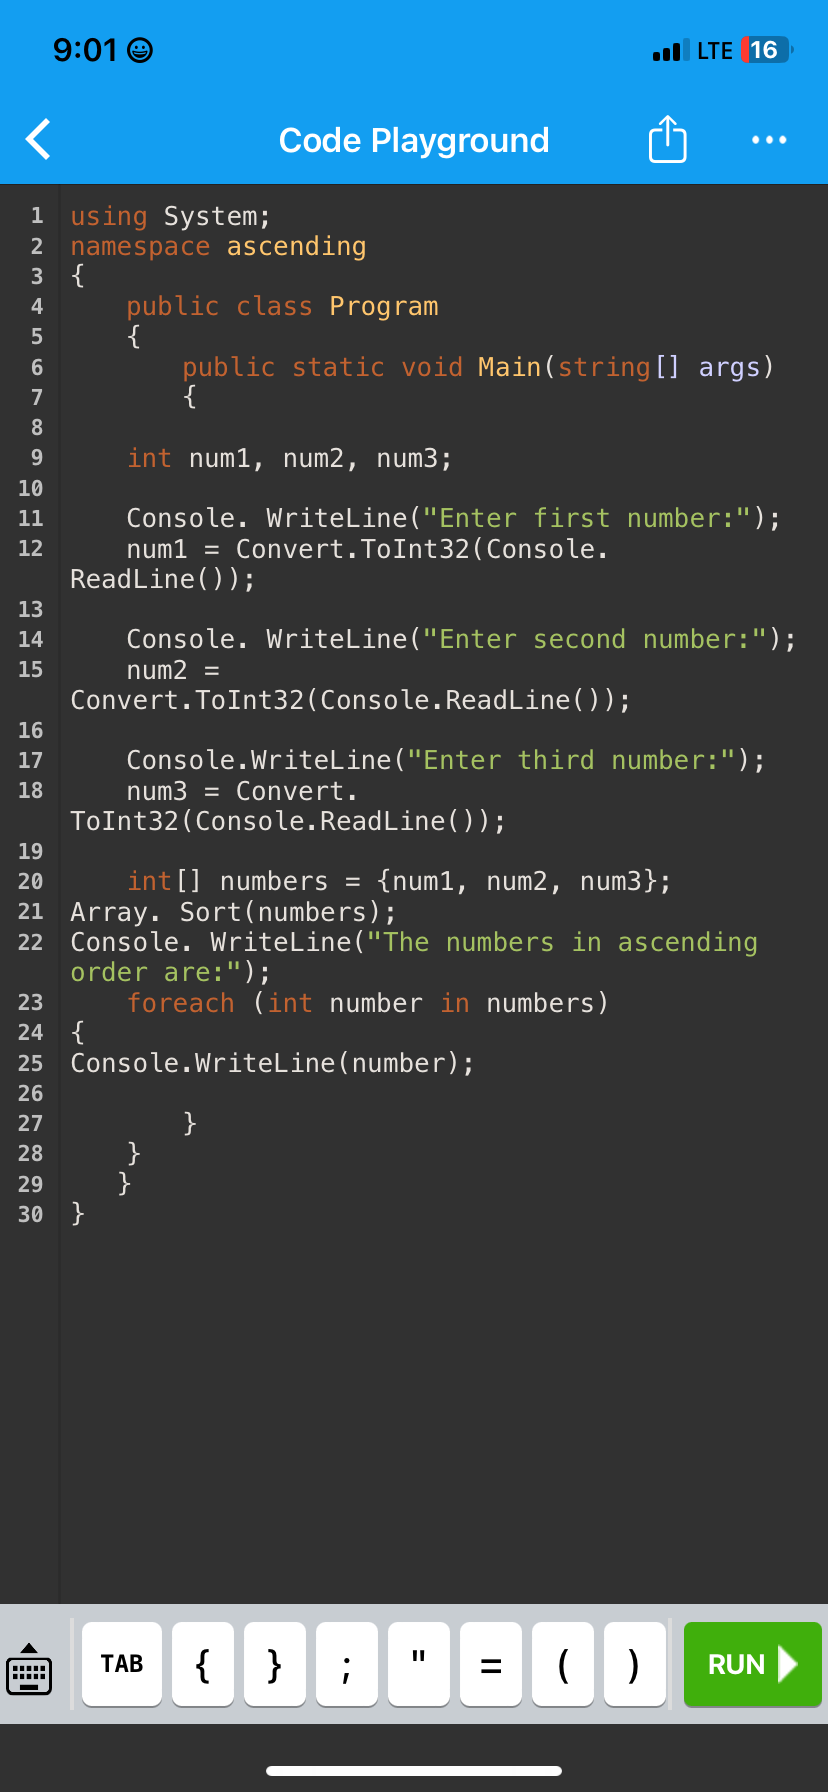 9:01 LTE 16
Code Playground
1 using System;
2 namespace ascending
3 {
4 public class Program
5 {
6 public static void Main(string[] args)
7 {
8
9 int num1, num2, num3;
10
11 Console. WriteLine("Enter first number:");
12 num1 = Convert.ToInt32(Console.
ReadLine());
13
14 Console. WriteLine("Enter second number:");
15 num2 =
Convert.ToInt32(Console.ReadLine());
16
17 Console.WriteLine("Enter third number:");
18 num3 = Convert.
ToInt32(Console.ReadLine());
19
20 int[] numbers = {num1, num2, num3};
21 Array. Sort(numbers);
22 Console. WriteLine("The numbers in ascending
order are:");
23 foreach (int number in numbers)
24 {
25 Console.WriteLine(number);
26
27 }
28 }
29 }
30 }
TAB { } ; " = ( ) RUN